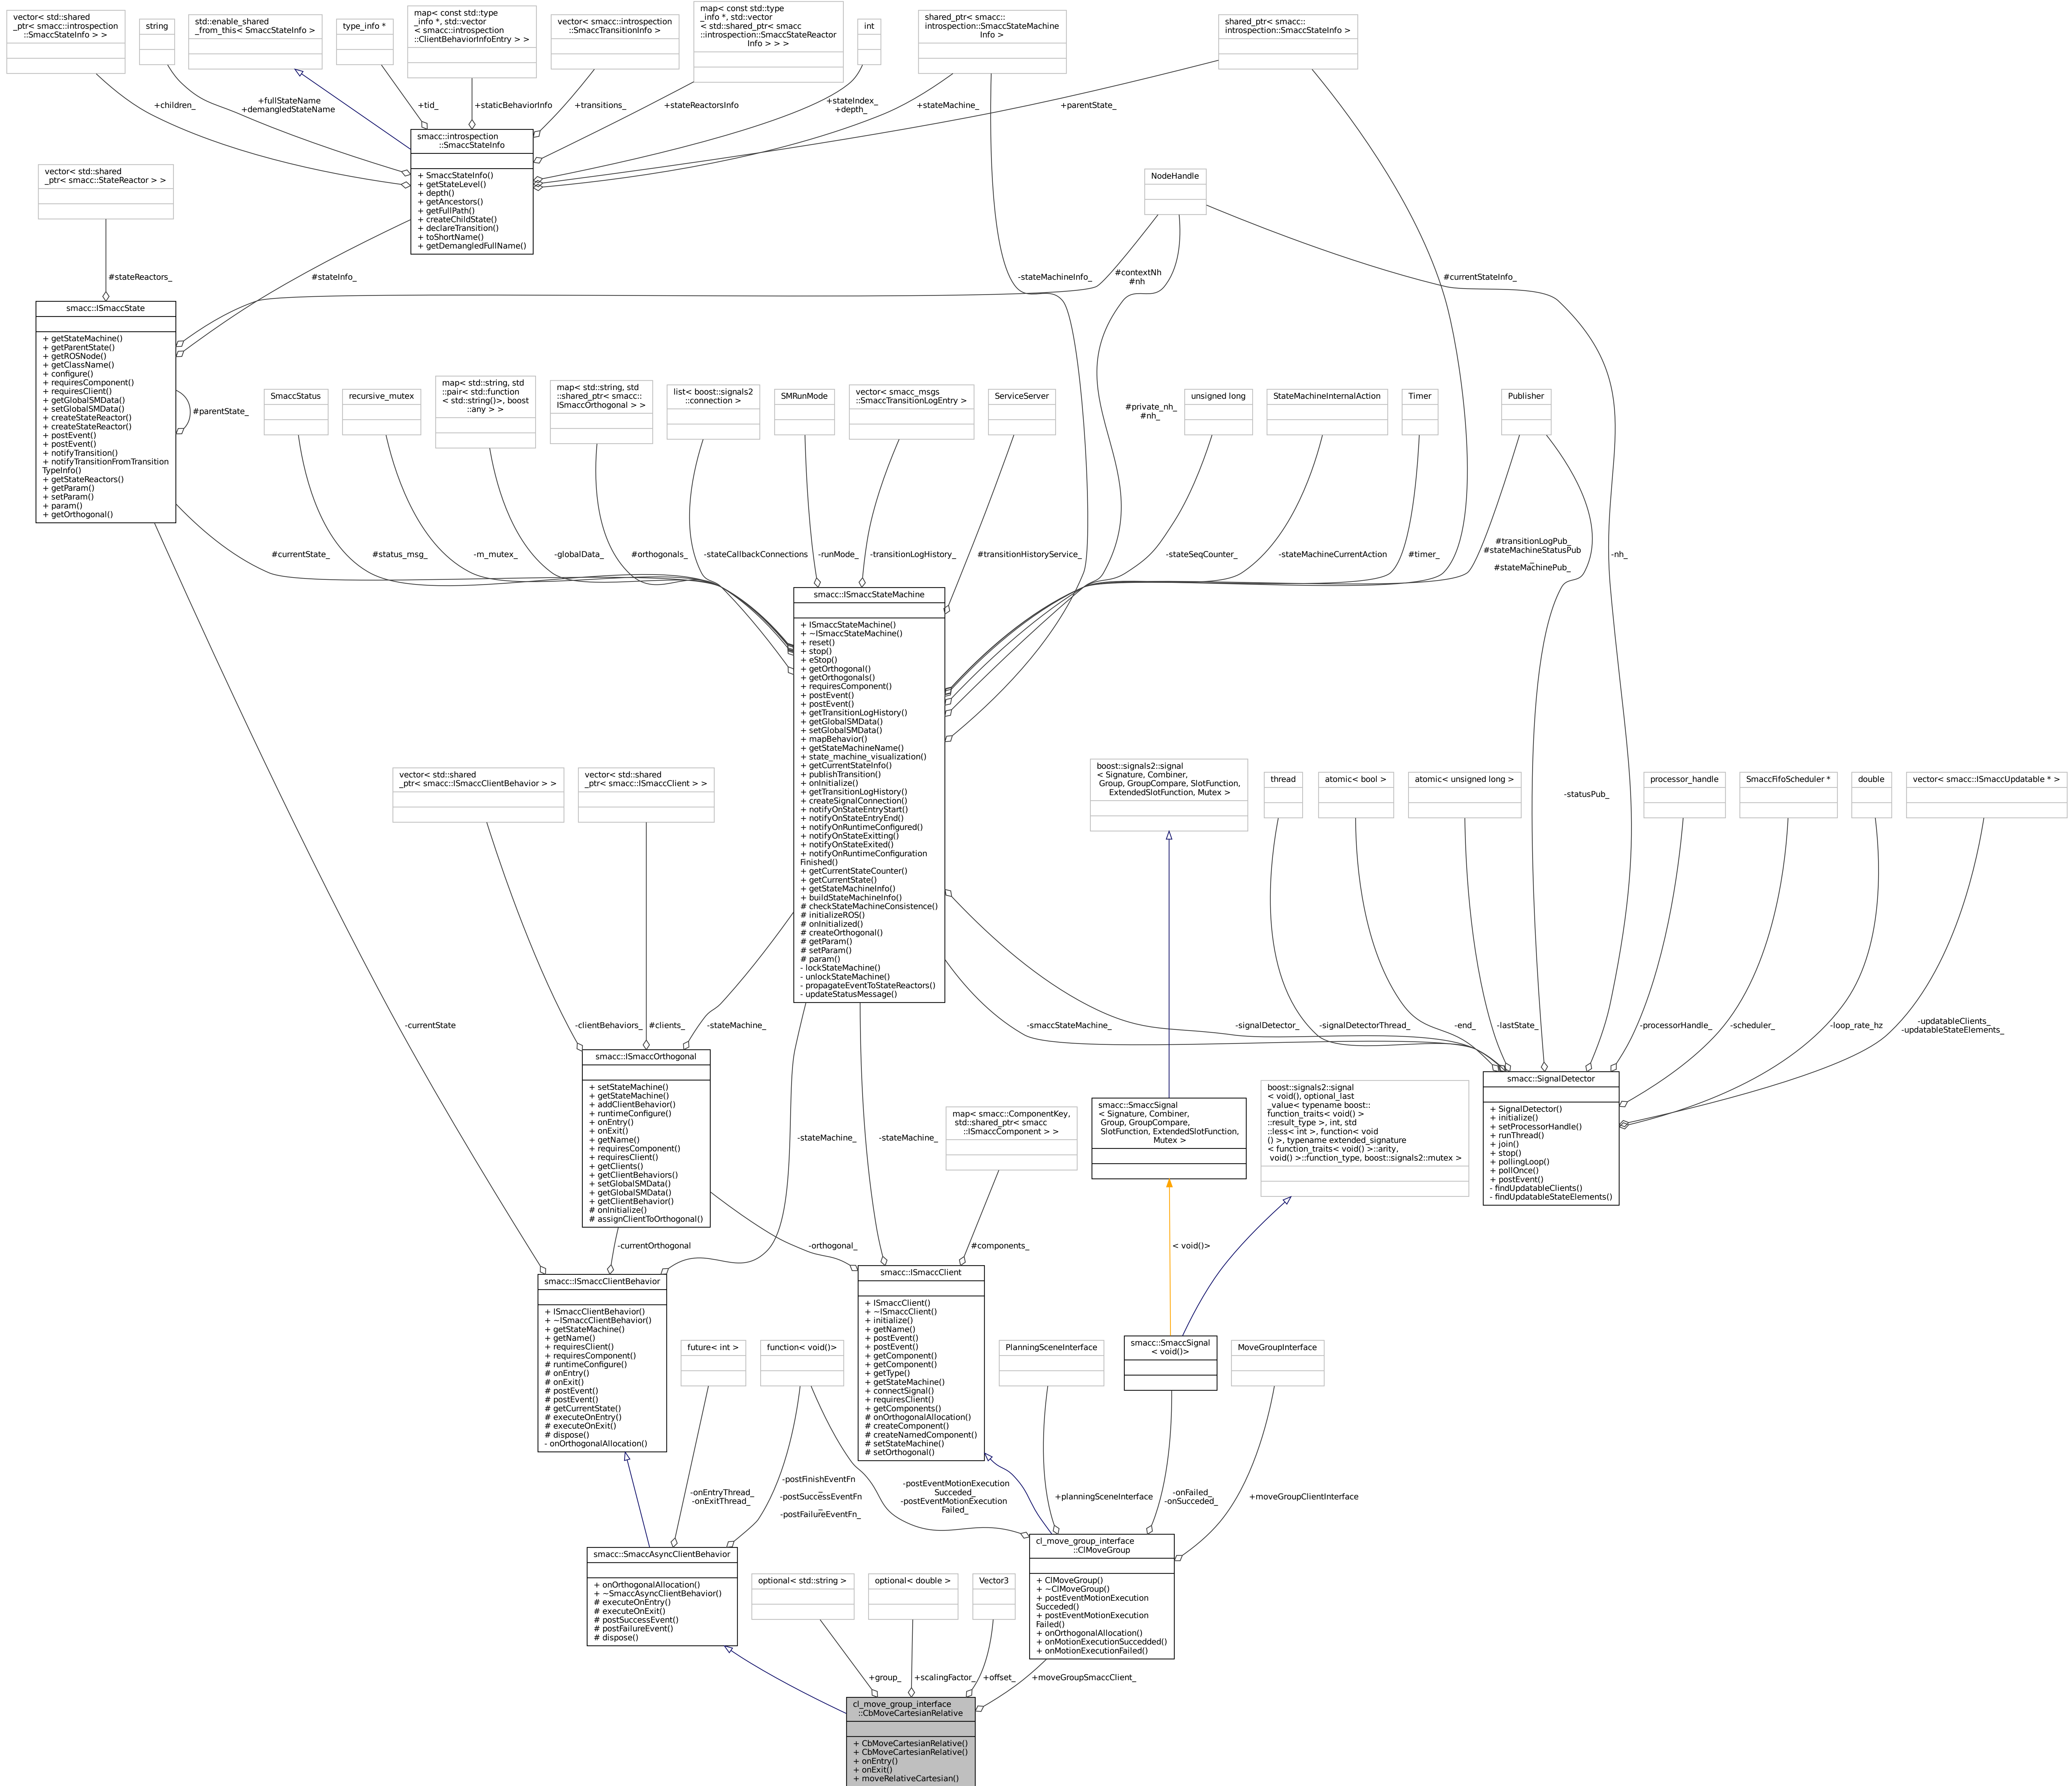 vector< std::shared
_ptr< smacc::introspection
::SmaccStateInfo > >
string
std::enable_shared
_from_this< SmaccStateInfo >
type_info *
map< const std::type
_info *, std::vector
< smacc::introspection
::ClientBehaviorInfoEntry > >
vector< smacc::introspection
::SmaccTransitionInfo >
map< const std::type
_info *, std::vector
< std::shared_ptr< smacc
::introspection::SmaccStateReactor
Info > > >
int
shared_ptr< smacc::
introspection::SmaccStateMachine
Info >
shared_ptr< smacc::
introspection::SmaccStateInfo >
+children_
+fullStateName
+demangledStateName
+tid_
+staticBehaviorInfo
+transitions_
+stateReactorsInfo
+stateIndex_
+depth_
+stateMachine_
+parentState_
smacc::introspection
::SmaccStateInfo
+ SmaccStateInfo()
+ getStateLevel()
+ depth()
+ getAncestors()
+ getFullPath()
+ createChildState()
+ declareTransition()
+ toShortName()
+ getDemangledFullName()
vector< std::shared
_ptr< smacc::StateReactor > >
NodeHandle
#stateReactors_
#stateInfo_
-stateMachineInfo_
#contextNh
#nh
#currentStateInfo_
smacc::ISmaccState
+ getStateMachine()
+ getParentState()
+ getROSNode()
+ getClassName()
+ configure()
+ requiresComponent()
+ requiresClient()
+ getGlobalSMData()
+ setGlobalSMData()
+ createStateReactor()
+ createStateReactor()
+ postEvent()
+ postEvent()
+ notifyTransition()
+ notifyTransitionFromTransition
TypeInfo()
+ getStateReactors()
+ getParam()
+ setParam()
+ param()
+ getOrthogonal()
#parentState_
SmaccStatus
recursive_mutex
map< std::string, std
::pair< std::function
< std::string()>, boost
::any > >
map< std::string, std
::shared_ptr< smacc::
ISmaccOrthogonal > >
list< boost::signals2
::connection >
SMRunMode
vector< smacc_msgs
::SmaccTransitionLogEntry >
ServiceServer
#private_nh_
#nh_
unsigned long
StateMachineInternalAction
Timer
Publisher
#currentState_
#status_msg_
-m_mutex_
-globalData_
#orthogonals_
-stateCallbackConnections
-runMode_
-transitionLogHistory_
#transitionHistoryService_
-stateSeqCounter_
-stateMachineCurrentAction
#timer_
#transitionLogPub_
#stateMachineStatusPub
_
#stateMachinePub_
-nh_
smacc::ISmaccStateMachine
+ ISmaccStateMachine()
+ ~ISmaccStateMachine()
+ reset()
+ stop()
+ eStop()
+ getOrthogonal()
+ getOrthogonals()
+ requiresComponent()
+ postEvent()
+ postEvent()
+ getTransitionLogHistory()
+ getGlobalSMData()
+ setGlobalSMData()
+ mapBehavior()
+ getStateMachineName()
+ state_machine_visualization()
+ getCurrentStateInfo()
+ publishTransition()
+ onInitialize()
+ getTransitionLogHistory()
+ createSignalConnection()
+ notifyOnStateEntryStart()
+ notifyOnStateEntryEnd()
+ notifyOnRuntimeConfigured()
+ notifyOnStateExitting()
+ notifyOnStateExited()
+ notifyOnRuntimeConfiguration
Finished()
+ getCurrentStateCounter()
+ getCurrentState()
+ getStateMachineInfo()
+ buildStateMachineInfo()
# checkStateMachineConsistence()
# initializeROS()
# onInitialized()
# createOrthogonal()
# getParam()
# setParam()
# param()
- lockStateMachine()
- unlockStateMachine()
- propagateEventToStateReactors()
- updateStatusMessage()
vector< std::shared
_ptr< smacc::ISmaccClientBehavior > >
vector< std::shared
_ptr< smacc::ISmaccClient > >
boost::signals2::signal
< Signature, Combiner,
Group, GroupCompare, SlotFunction,
ExtendedSlotFunction, Mutex >
thread
atomic< bool >
atomic< unsigned long >
-statusPub_
processor_handle
SmaccFifoScheduler *
double
vector< smacc::ISmaccUpdatable * >
-currentState
-clientBehaviors_
#clients_
-stateMachine_
-smaccStateMachine_
-signalDetector_
-signalDetectorThread_
-end_
-lastState_
-processorHandle_
-scheduler_
-loop_rate_hz
-updatableClients_
-updatableStateElements_
smacc::ISmaccOrthogonal
+ setStateMachine()
+ getStateMachine()
+ addClientBehavior()
+ runtimeConfigure()
+ onEntry()
+ onExit()
+ getName()
+ requiresComponent()
+ requiresClient()
+ getClients()
+ getClientBehaviors()
+ setGlobalSMData()
+ getGlobalSMData()
+ getClientBehavior()
# onInitialize()
# assignClientToOrthogonal()
-stateMachine_
-stateMachine_
map< smacc::ComponentKey,
std::shared_ptr< smacc
::ISmaccComponent > >
smacc::SmaccSignal
< Signature, Combiner,
Group, GroupCompare,
SlotFunction, ExtendedSlotFunction,
Mutex >
boost::signals2::signal
< void(), optional_last
_value< typename boost::
function_traits< void() >
::result_type >, int, std
::less< int >, function< void
() >, typename extended_signature
< function_traits< void() >::arity,
void() >::function_type, boost::signals2::mutex >
smacc::SignalDetector
+ SignalDetector()
+ initialize()
+ setProcessorHandle()
+ runThread()
+ join()
+ stop()
+ pollingLoop()
+ pollOnce()
+ postEvent()
- findUpdatableClients()
- findUpdatableStateElements()
-currentOrthogonal
-orthogonal_
#components_
< void()>
smacc::ISmaccClientBehavior
+ ISmaccClientBehavior()
+ ~ISmaccClientBehavior()
+ getStateMachine()
+ getName()
+ requiresClient()
+ requiresComponent()
# runtimeConfigure()
# onEntry()
# onExit()
# postEvent()
# postEvent()
# getCurrentState()
# executeOnEntry()
# executeOnExit()
# dispose()
- onOrthogonalAllocation()
smacc::ISmaccClient
+ ISmaccClient()
+ ~ISmaccClient()
+ initialize()
+ getName()
+ postEvent()
+ postEvent()
+ getComponent()
+ getComponent()
+ getType()
+ getStateMachine()
+ connectSignal()
+ requiresClient()
+ getComponents()
# onOrthogonalAllocation()
# createComponent()
# createNamedComponent()
# setStateMachine()
# setOrthogonal()
future< int >
function< void()>
PlanningSceneInterface
smacc::SmaccSignal
< void()>
MoveGroupInterface
-onEntryThread_
-onExitThread_
-postFinishEventFn
_
-postSuccessEventFn
_
-postFailureEventFn_
-postEventMotionExecution
Succeded_
-postEventMotionExecution
Failed_
+planningSceneInterface
-onFailed_
-onSucceded_
+moveGroupClientInterface
smacc::SmaccAsyncClientBehavior
+ onOrthogonalAllocation()
+ ~SmaccAsyncClientBehavior()
# executeOnEntry()
# executeOnExit()
# postSuccessEvent()
# postFailureEvent()
# dispose()
optional< std::string >
optional< double >
Vector3
cl_move_group_interface
::ClMoveGroup
+ ClMoveGroup()
+ ~ClMoveGroup()
+ postEventMotionExecution
Succeded()
+ postEventMotionExecution
Failed()
+ onOrthogonalAllocation()
+ onMotionExecutionSuccedded()
+ onMotionExecutionFailed()
+group_
+scalingFactor_
+offset_
+moveGroupSmaccClient_
cl_move_group_interface
::CbMoveCartesianRelative
+ CbMoveCartesianRelative()
+ CbMoveCartesianRelative()
+ onEntry()
+ onExit()
+ moveRelativeCartesian()